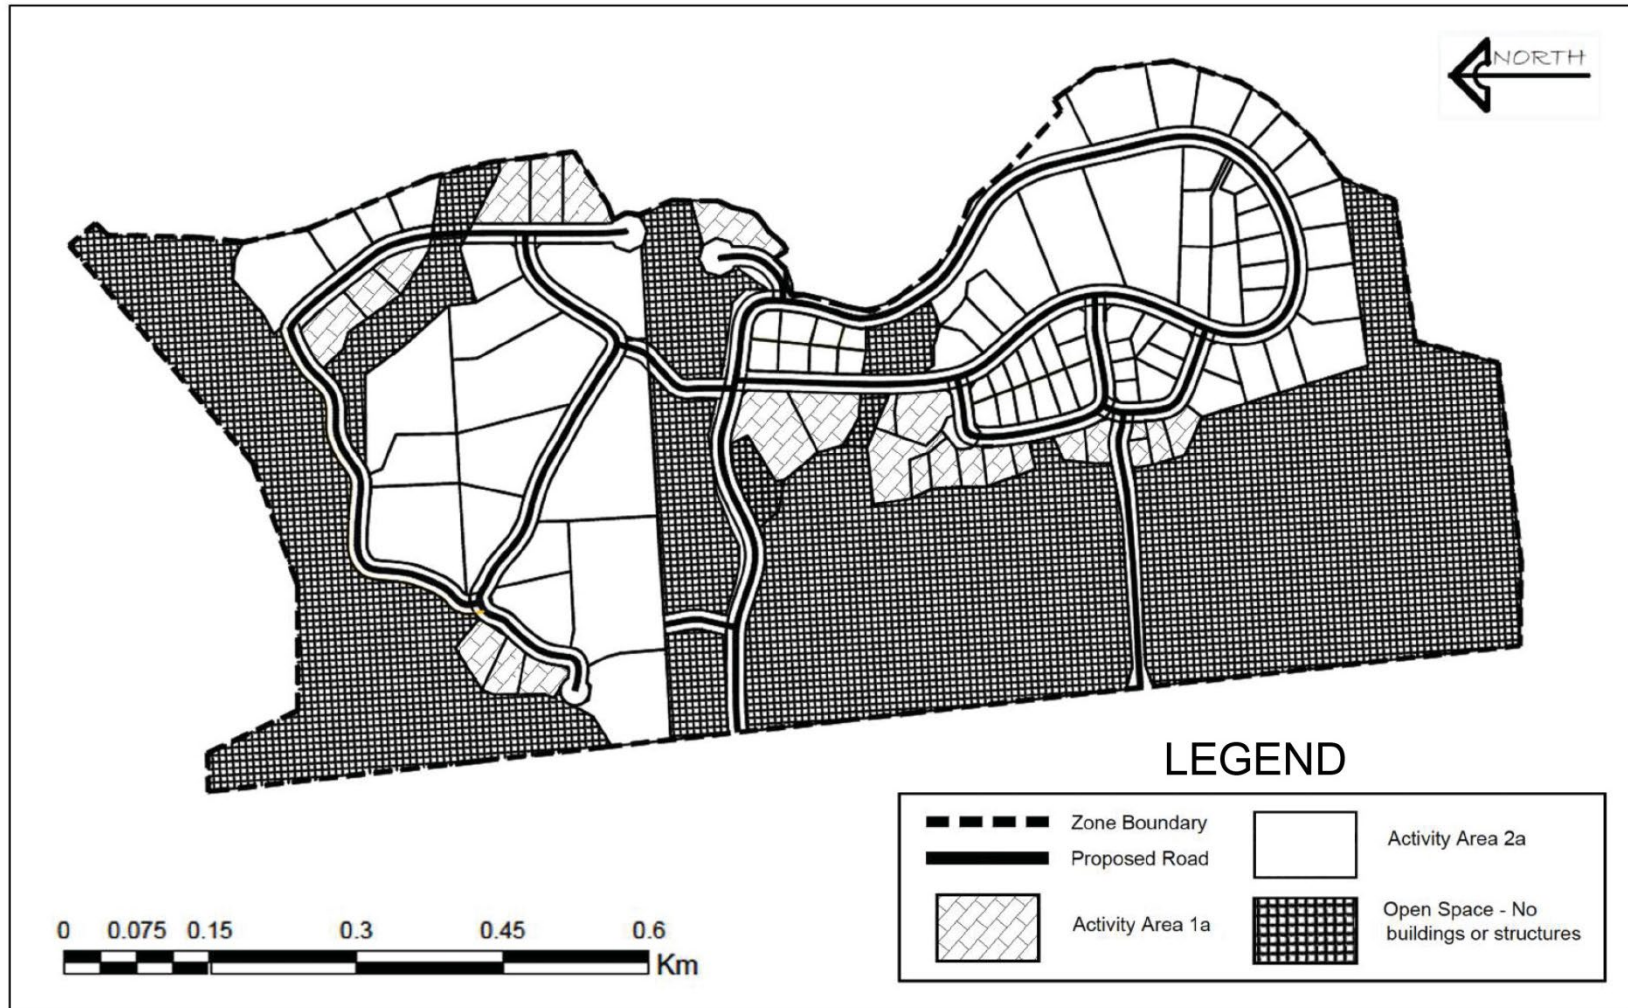 NORTH
LEGEND
Zone Boundary
Proposed Road
Activity Area 1a
Activity Area 2a
Open Space - No
buildings or structures
0 0.075 0.15 0.3 0.45 0.6
Km